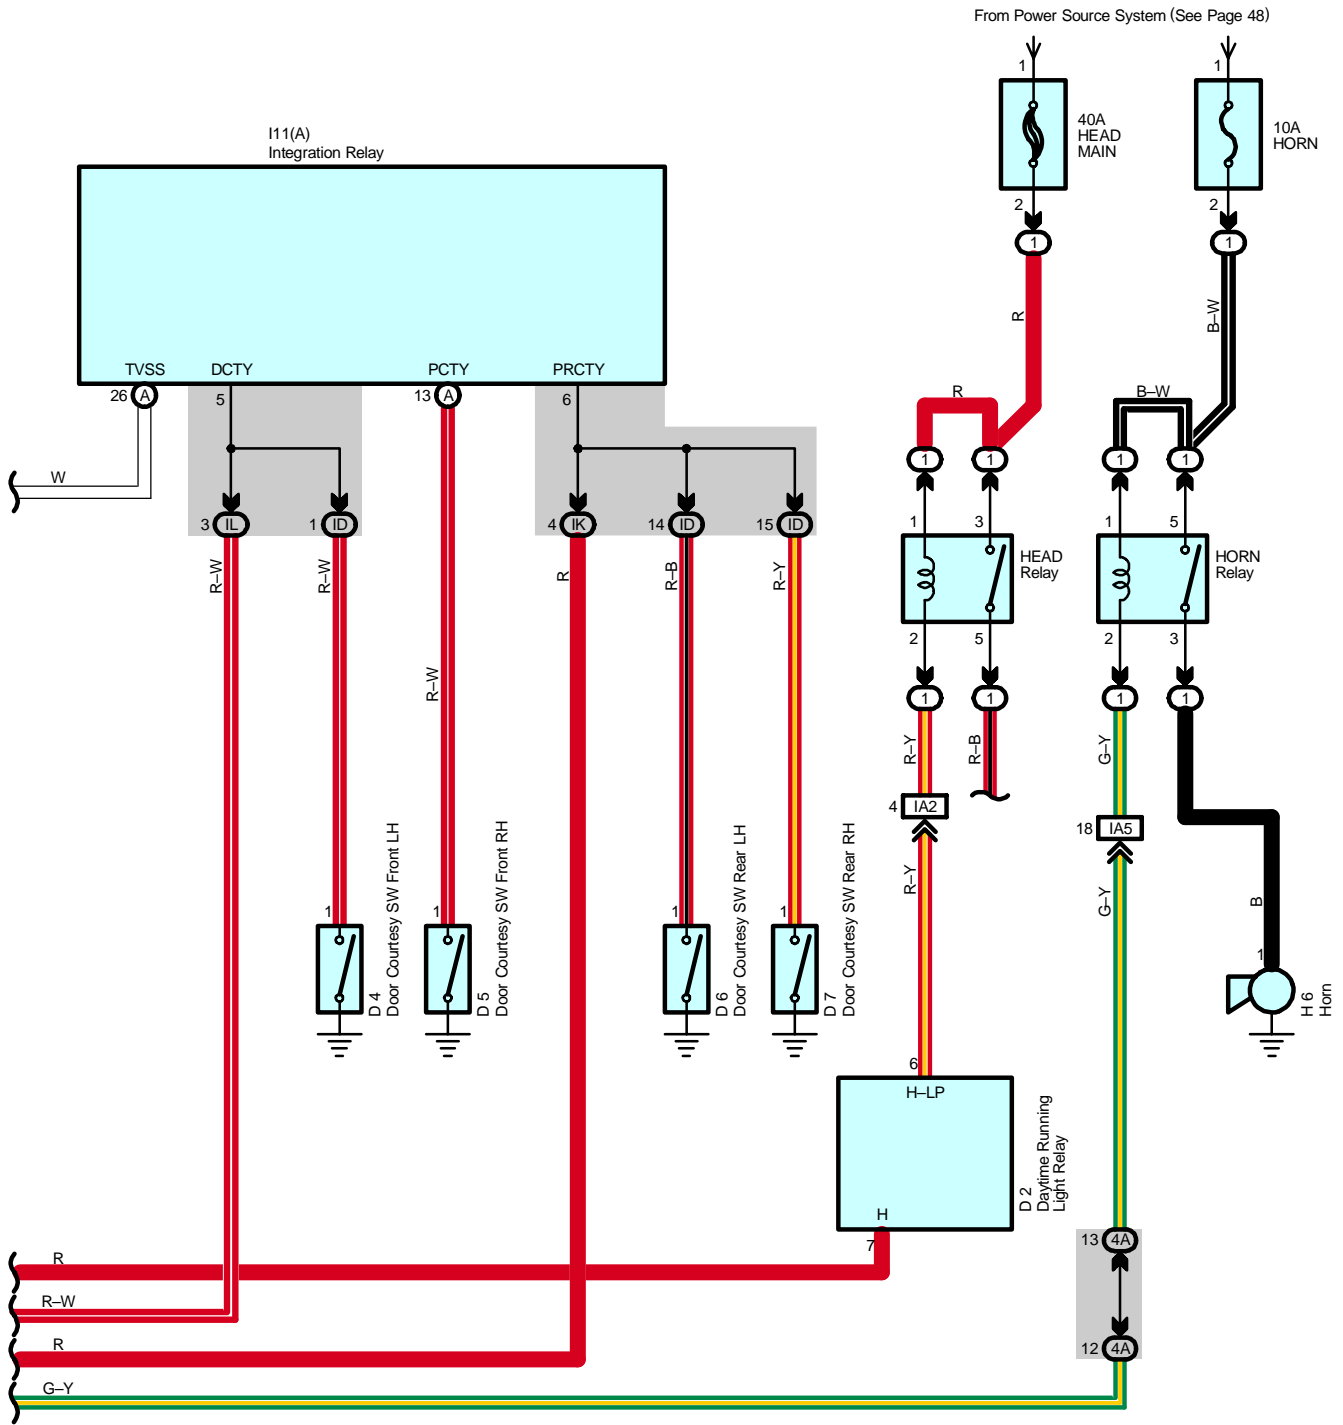 From Power Source System (See Page 48)
1
1
40A
HEAD
MAIN
10A
HORN
2
2
1
1
I11(A)
Integration Relay
TVSS
DCTY
PCTY
PRCTY
26 A
5
13 A
6
R
B–W
R
B–W
W
1
1
1
1
3 IL
1 ID
4 IK
14 ID
15 ID
1
3
1
5
HEAD
Relay
HORN
Relay
R–W
R–W
R
R–B
R–Y
2
5
2
3
R–W
1
1
1
1
R–Y
R–B
G–Y
4 IA2
18 IA5
R–Y
G–Y
B
1
1
1
1
1
D 4
Door Courtesy SW Front LH
D 5
Door Courtesy SW Front RH
D 6
Door Courtesy SW Rear LH
D 7
Door Courtesy SW Rear RH
H 6
Horn
6
H–LP
D 2
Daytime Running
Light Relay
H
7
13 4A
12 4A
R
R–W
R
G–Y